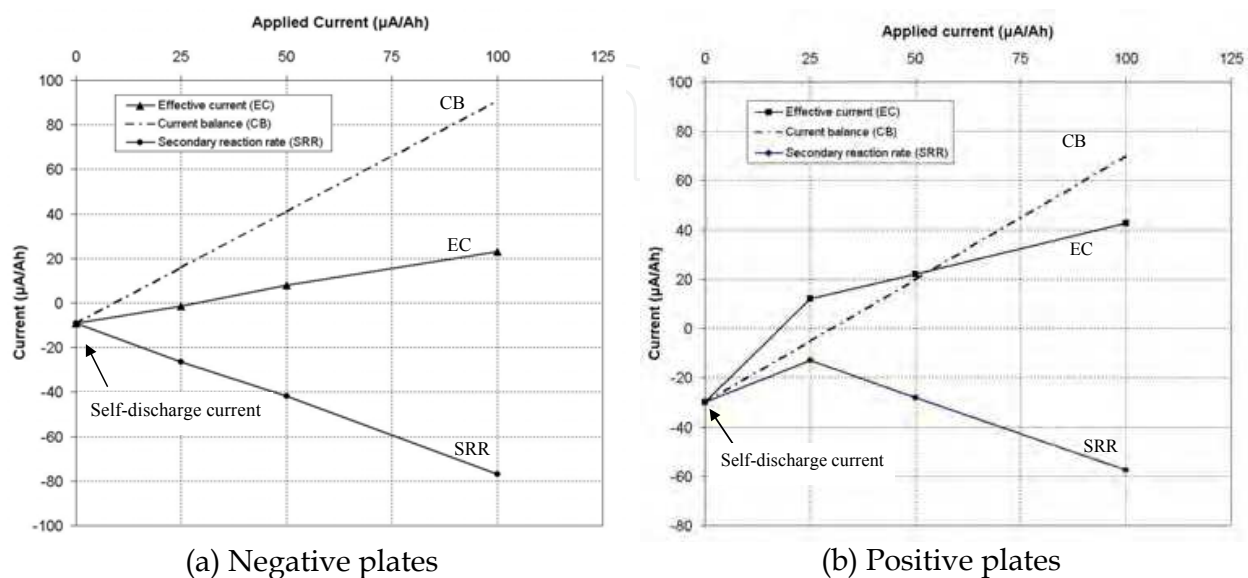 Applied Current (µA/Ah)
0 25 50 75 100 125
100
80
60
40
20
0
-20
-40
-60
-80
-100
Current (µA/Ah)
Effective current (EC)
Current balance (CB)
Secondary reaction rate (SRR)
CB
EC
Self-discharge current
SRR
(a) Negative plates
Applied current (µA/Ah)
0 25 50 75 100 125
100
80
60
40
20
0
-20
-40
-60
-80
Current (µA/Ah)
Effective current (EC)
Current balance (CB)
Secondary reaction rate (SRR)
CB
EC
Self-discharge current
SRR
(b) Positive plates